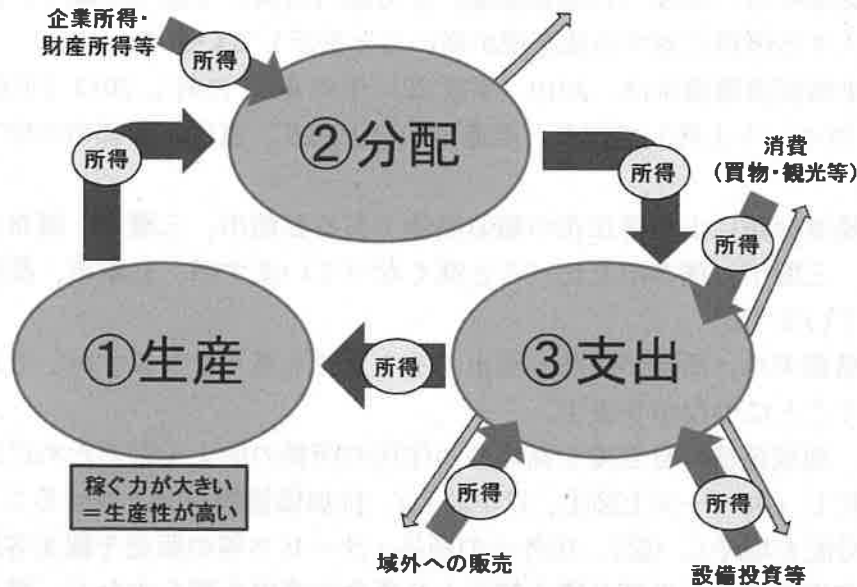 企業所得・
財産所得等
所得
②分配
所得
所得
消費
(買物・観光等)
所得
①生産
所得
③支出
稼ぐ力が大きい
＝生産性が高い
所得
所得
域外への販売
設備投資等